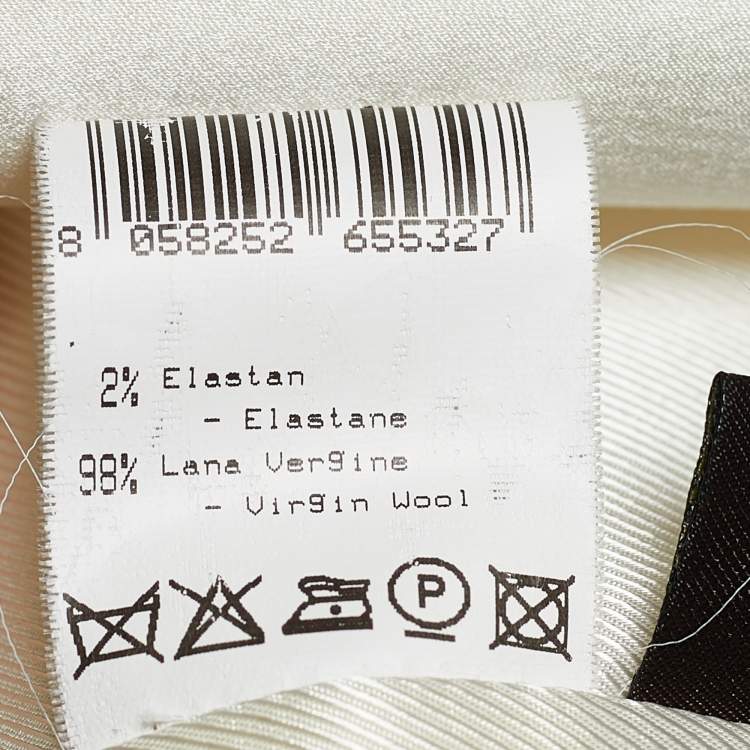 8 058252 655327
2% Elastan
- Elastane
98% Lana Vergine
- Virgin Wool
P